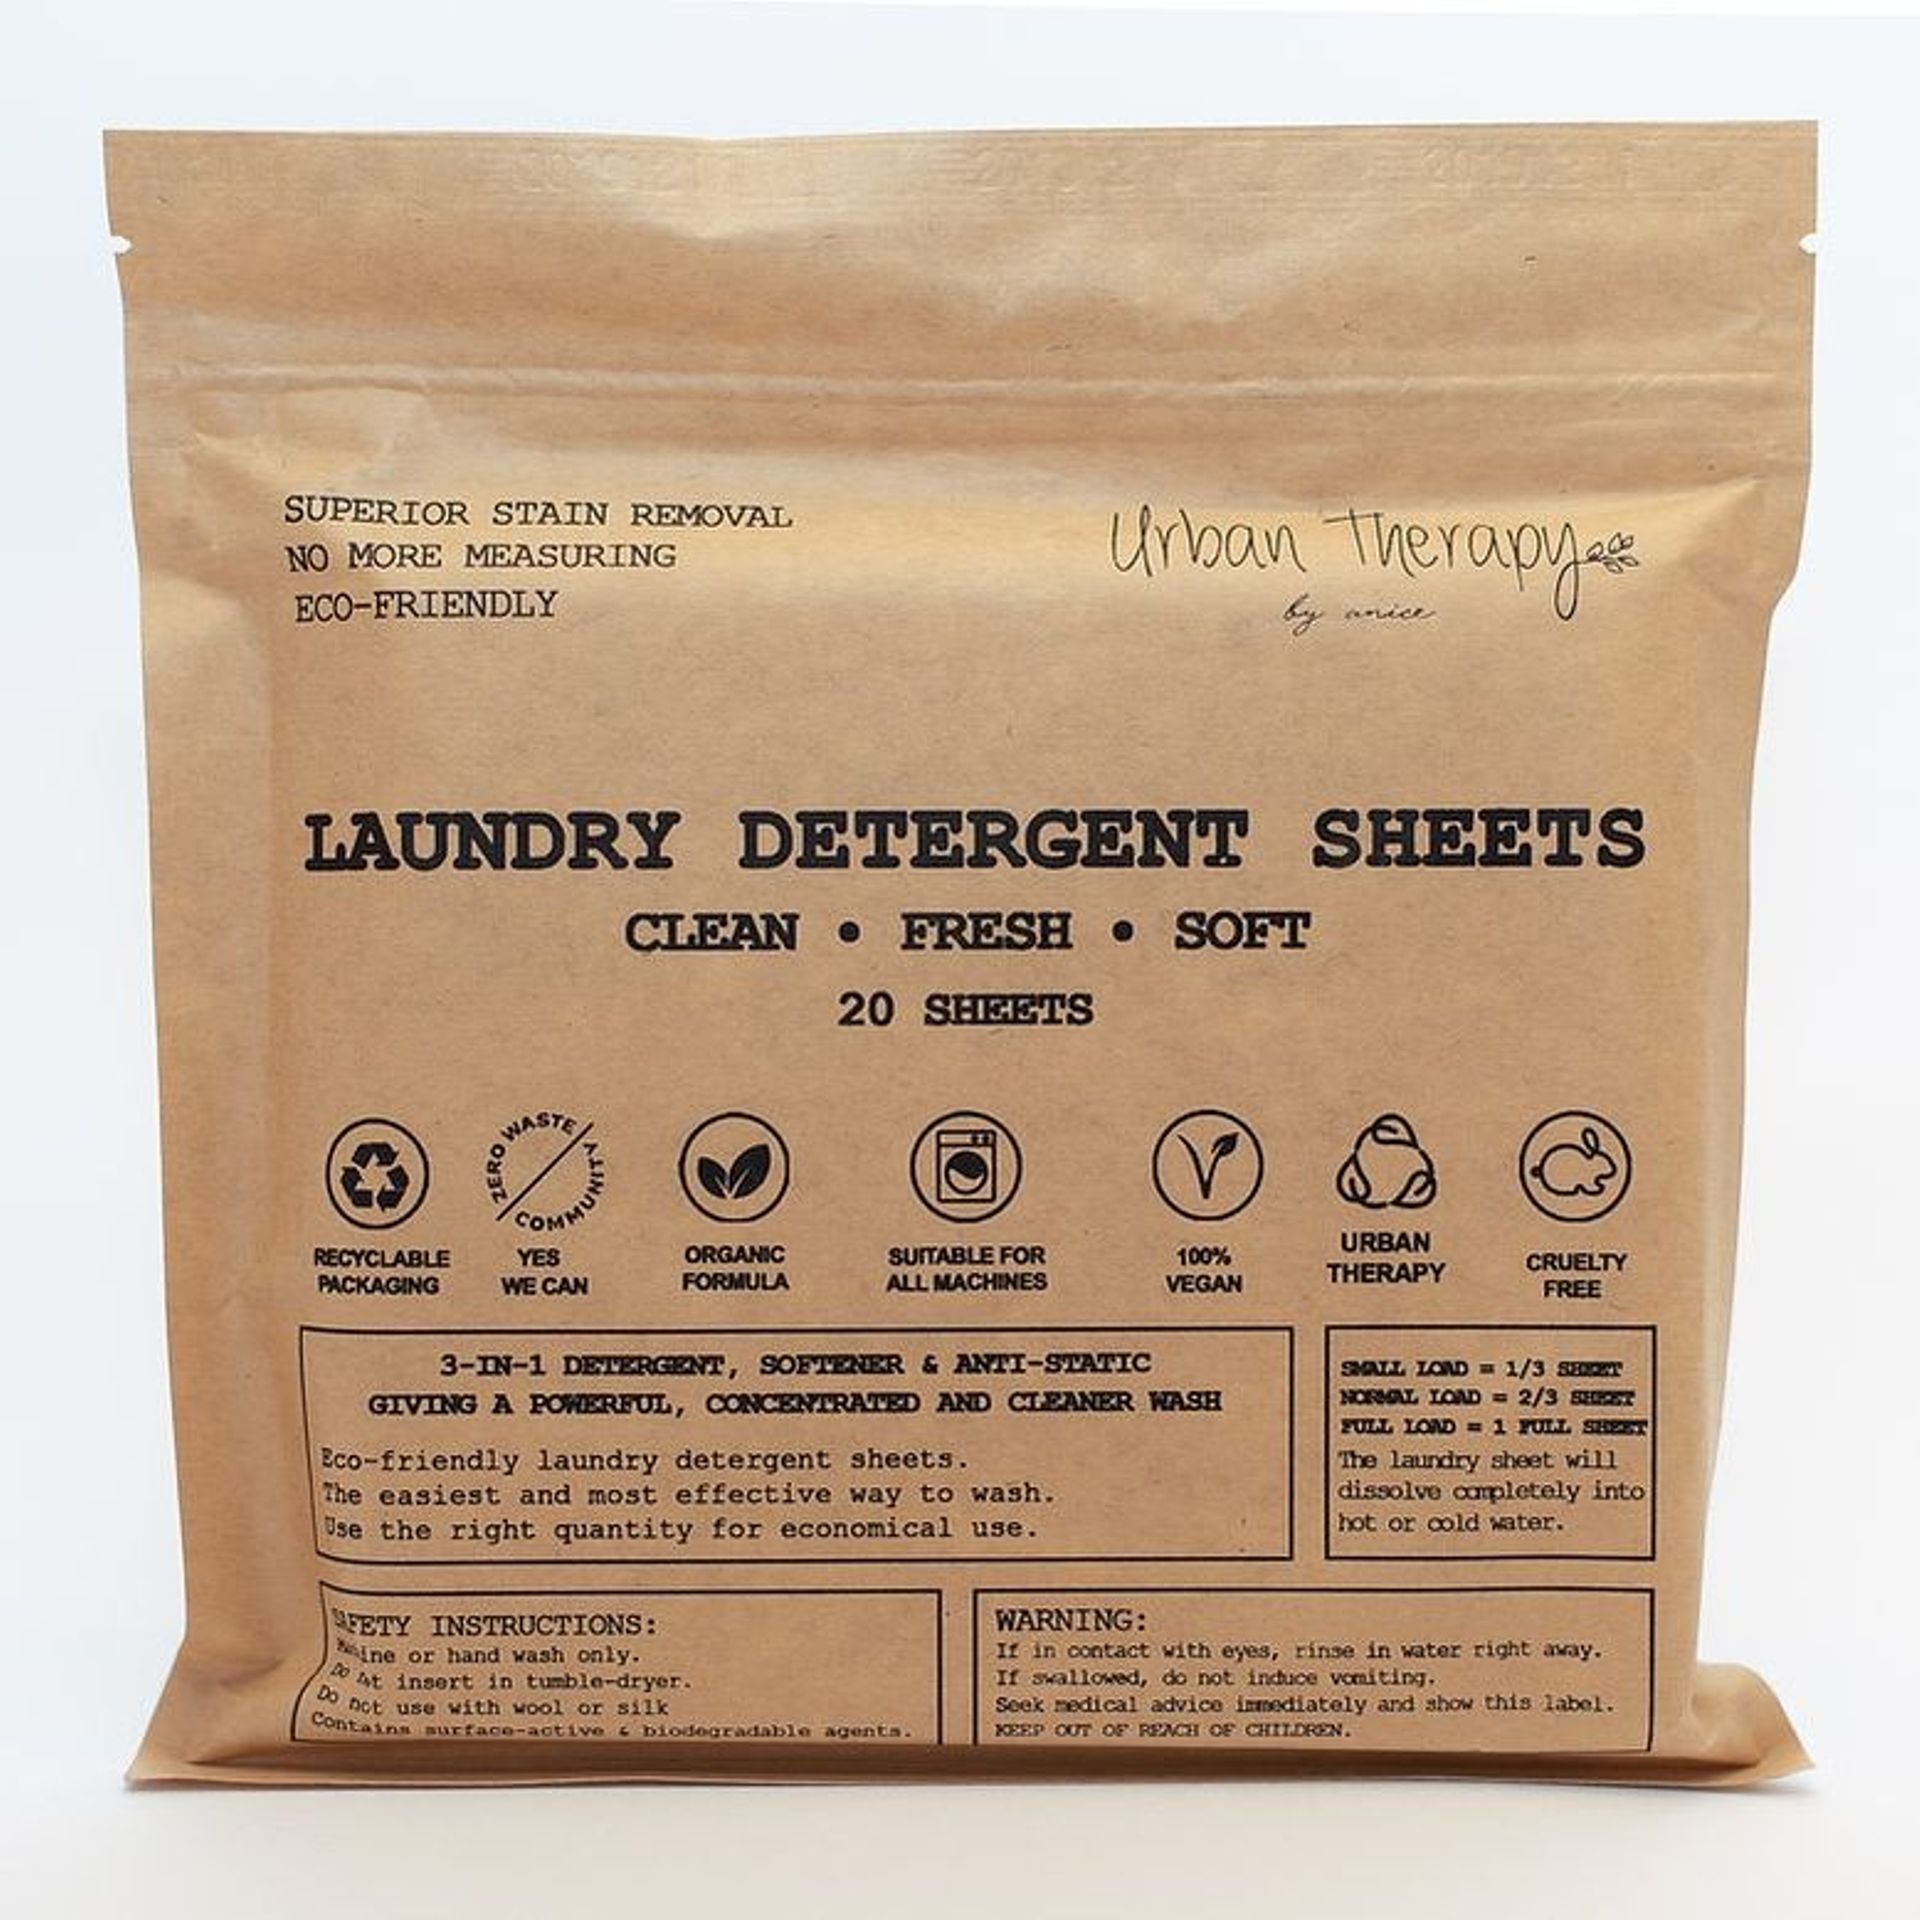 SUPERIOR STAIN REMOVAL
NO MORE MEASURING
ECO-FRIENDLY
Urban Therapy
by unice
LAUNDRY DETERGENT SHEETS
CLEAN • FRESH • SOFT
20 SHEETS
ZERO WASTE COMMUNITY
RECYCLABLE
PACKAGING
YES
WE CAN
ORGANIC
FORMULA
SUITABLE FOR
ALL MACHINES
100%
VEGAN
URBAN
THERAPY
CRUELTY
FREE
3-IN-1 DETERGENT, SOFTENER & ANTI-STATIC
GIVING A POWERFUL, CONCENTRATED AND CLEANER WASH
Eco-friendly laundry detergent sheets.
The easiest and most effective way to wash.
Use the right quantity for economical use.
SMALL LOAD = 1/3 SHEET
NORMAL LOAD = 2/3 SHEET
FULL LOAD = 1 FULL SHEET
The laundry sheet will
dissolve completely into
hot or cold water.
SAFETY INSTRUCTIONS:
or hand wash only.
Do not insert in tumble-dryer.
Do not use with wool or silk
Contains surface-active & biodegradable agents.
WARNING:
If in contact with eyes, rinse in water right away.
If swallowed, do not induce vomiting.
Seek medical advice immediately and show this label.
KEEP OUT OF REACH OF CHILDREN.